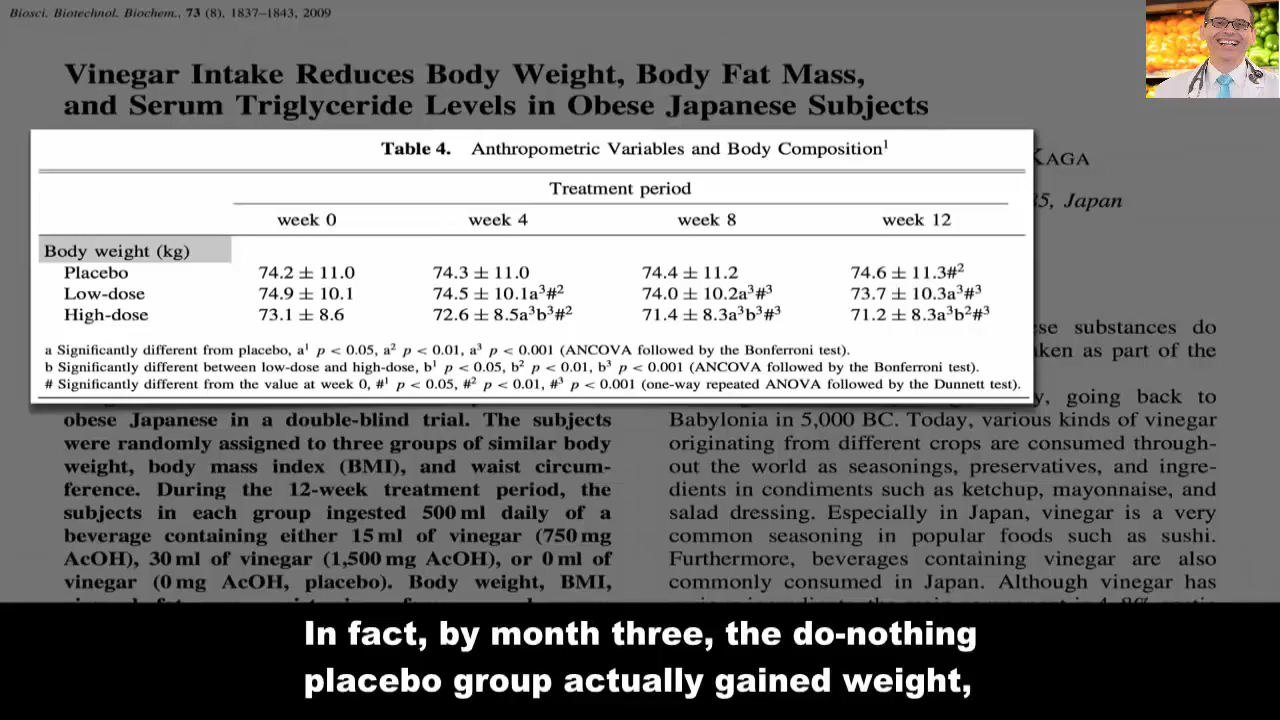 Biosci. Biotechnol. Biochem., 73 (8), 1837–1843, 2009
Vinegar Intake Reduces Body Weight, Body Fat Mass,
and Serum Triglyceride Levels in Obese Japanese Subjects
KAGA
35, Japan
Table 4. Anthropometric Variables and Body Composition¹
Treatment period
week 0 week 4 week 8 week 12
Body weight (kg)
Placebo 74.2 ± 11.0 74.3 ± 11.0 74.4 ± 11.2 74.6 ± 11.3#²
Low-dose 74.9 ± 10.1 74.5 ± 10.1a³#² 74.0 ± 10.2a³#³ 73.7 ± 10.3a³#³
High-dose 73.1 ± 8.6 72.6 ± 8.5a³b³#² 71.4 ± 8.3a³b³#³ 71.2 ± 8.3a³b²#³
a Significantly different from placebo, a¹ p < 0.05, a² p < 0.01, a³ p < 0.001 (ANCOVA followed by the Bonferroni test).
b Significantly different between low-dose and high-dose, b¹ p < 0.05, b² p < 0.01, b³ p < 0.001 (ANCOVA followed by the Bonferroni test).
# Significantly different from the value at week 0, #¹ p < 0.05, #² p < 0.01, #³ p < 0.001 (one-way repeated ANOVA followed by the Dunnett test).
obese Japanese in a double-blind trial. The subjects
were randomly assigned to three groups of similar body
weight, body mass index (BMI), and waist circum-
ference. During the 12-week treatment period, the
subjects in each group ingested 500 ml daily of a
beverage containing either 15 ml of vinegar (750 mg
AcOH), 30 ml of vinegar (1,500 mg AcOH), or 0 ml of
vinegar (0 mg AcOH, placebo). Body weight, BMI,
substances do
taken as part of the
going back to
Babylonia in 5,000 BC. Today, various kinds of vinegar
originating from different crops are consumed through-
out the world as seasonings, preservatives, and ingre-
dients in condiments such as ketchup, mayonnaise, and
salad dressing. Especially in Japan, vinegar is a very
common seasoning in popular foods such as sushi.
Furthermore, beverages containing vinegar are also
commonly consumed in Japan. Although vinegar has
In fact, by month three, the do-nothing
placebo group actually gained weight,